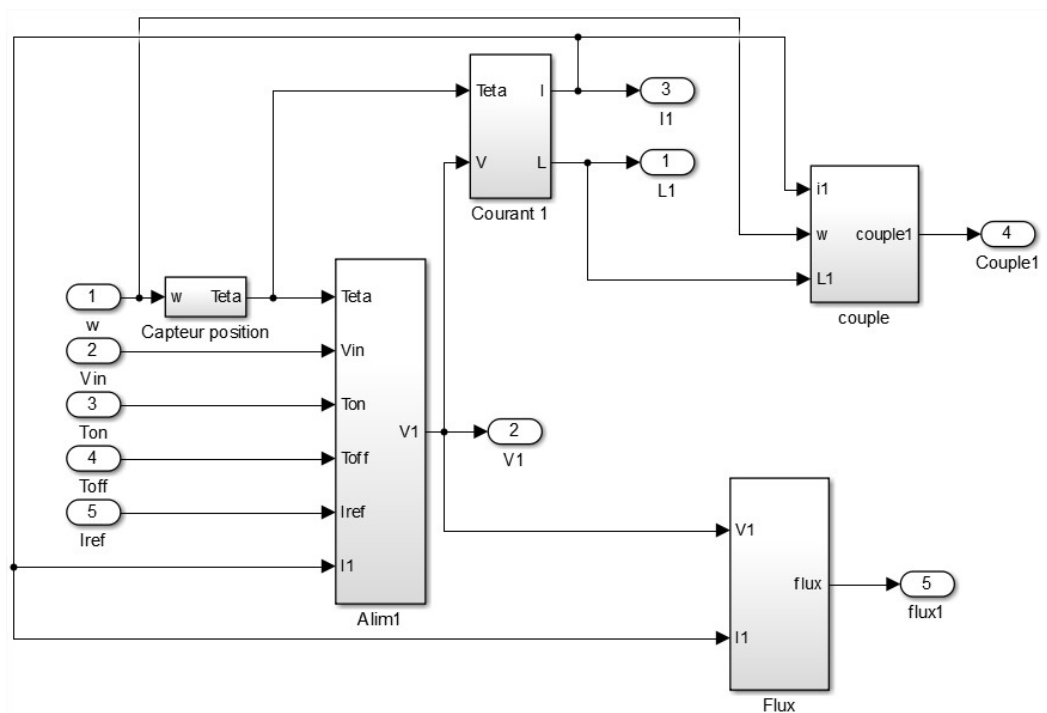 Teta
I
V
L
Courant 1
3
I1
1
L1
i1
w
L1
couple1
couple
4
Couple1
1
w
w
Teta
Capteur position
2
Vin
3
Ton
4
Toff
5
Iref
Teta
Vin
Ton
Toff
Iref
I1
V1
Alim1
2
V1
V1
I1
flux
Flux
5
flux1